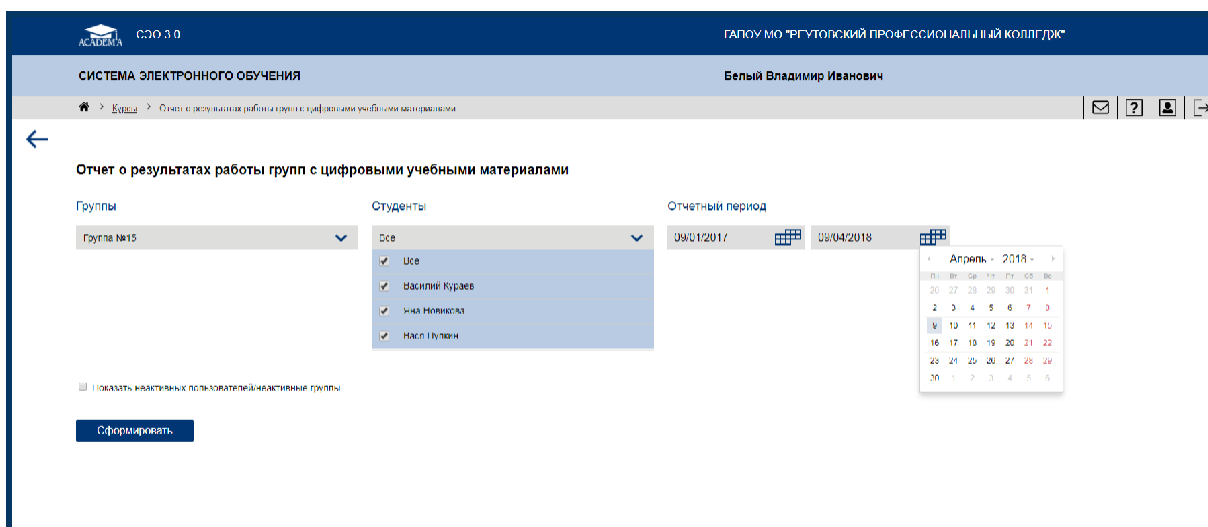 ACADEMA СЭО 3.0 ГАПОУ МО "РЕУТОВСКИЙ ПРОФЕССИОНАЛЬНЫЙ КОЛЛЕДЖ"
СИСТЕМА ЭЛЕКТРОННОГО ОБУЧЕНИЯ Белый Владимир Иванович
> Курсы > Отчет о результатах работы групп с цифровыми учебными материалами
Отчет о результатах работы групп с цифровыми учебными материалами
Группы Студенты Отчетный период
Группа №15 Все 09/01/2017 09/04/2018
Все
Василий Кураев
Яна Новикова
Вася Пупкин
Апрель 2018
Пн Вт Ср Чт Пт Сб Вс
26 27 28 29 30 31 1
2 3 4 5 6 7 8
9 10 11 12 13 14 15
16 17 18 19 20 21 22
23 24 25 26 27 28 29
30 1 2 3 4 5 6
Показать неактивных пользователей/неактивные группы
Сформировать